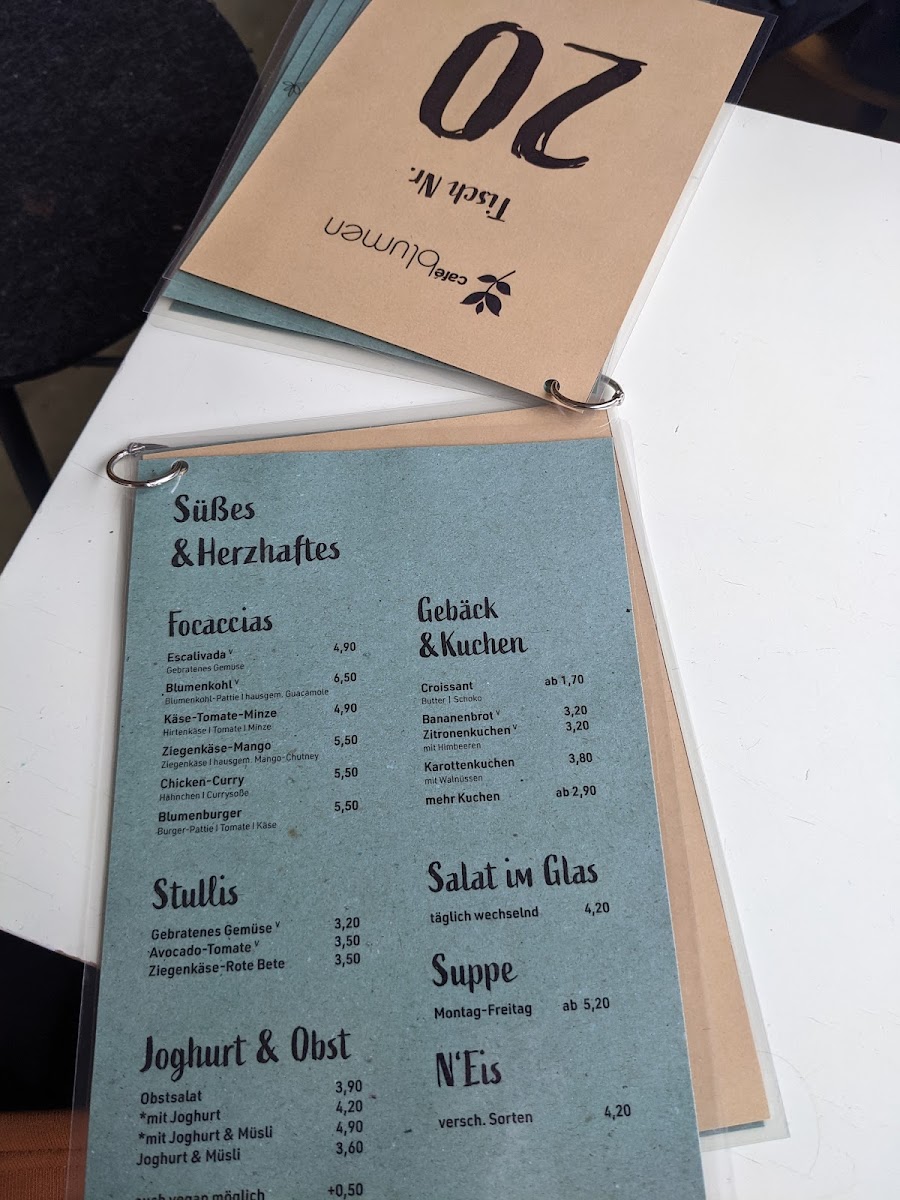 20
Tisch Nr.
café blumen
Süßes
&Herzhaftes
Focaccias
Escalivada ᵛ 4,90
Gebratenes Gemüse
Blumenkohl ᵛ 6,50
Blumenkohl-Pattie | hausgem. Guacamole
Käse-Tomate-Minze 4,90
Hirtenkäse | Tomate | Minze
Ziegenkäse-Mango 5,50
Ziegenkäse | hausgem. Mango-Chutney
Chicken-Curry 5,50
Hähnchen | Currysoße
Blumenburger 5,50
Burger-Pattie | Tomate | Käse
Stullis
Gebratenes Gemüse ᵛ 3,20
Avocado-Tomate ᵛ 3,50
Ziegenkäse-Rote Bete 3,50
Joghurt & Obst
Obstsalat 3,90
*mit Joghurt 4,20
*mit Joghurt & Müsli 4,90
Joghurt & Müsli 3,60
auch vegan möglich +0,50
Gebäck
&Kuchen
Croissant ab 1,70
Butter | Schoko
Bananenbrot ᵛ 3,20
Zitronenkuchen ᵛ 3,20
mit Himbeeren
Karottenkuchen 3,80
mit Walnüssen
mehr Kuchen ab 2,90
Salat im Glas
täglich wechselnd 4,20
Suppe
Montag-Freitag ab 5,20
N'Eis
versch. Sorten 4,20